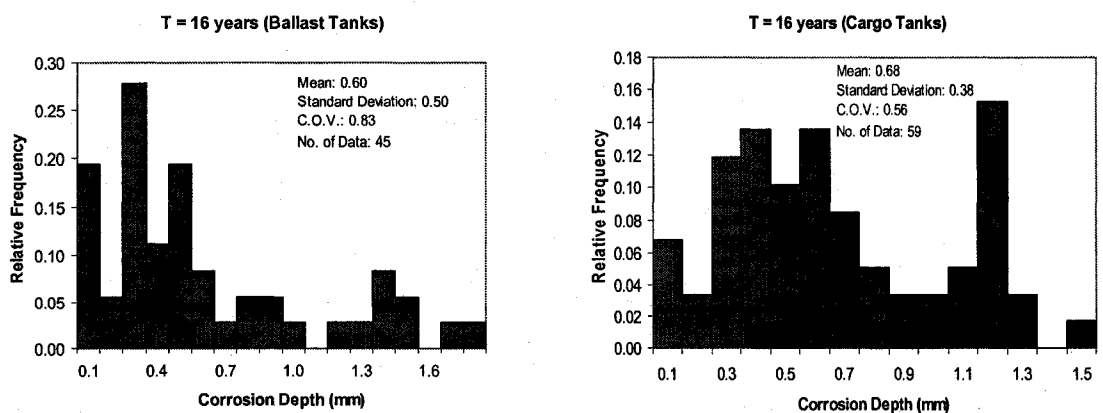 T = 16 years (Ballast Tanks)
Relative Frequency
0.30
0.25
0.20
0.15
0.10
0.05
0.00
Mean: 0.60
Standard Deviation: 0.50
C.O.V.: 0.83
No. of Data: 45
0.1 0.4 0.7 1.0 1.3 1.6
Corrosion Depth (mm)
T = 16 years (Cargo Tanks)
Relative Frequency
0.18
0.16
0.14
0.12
0.10
0.08
0.06
0.04
0.02
0.00
Mean: 0.68
Standard Deviation: 0.38
C.O.V.: 0.56
No. of Data: 59
0.1 0.3 0.5 0.7 0.9 1.1 1.3 1.5
Corrosion Depth (mm)